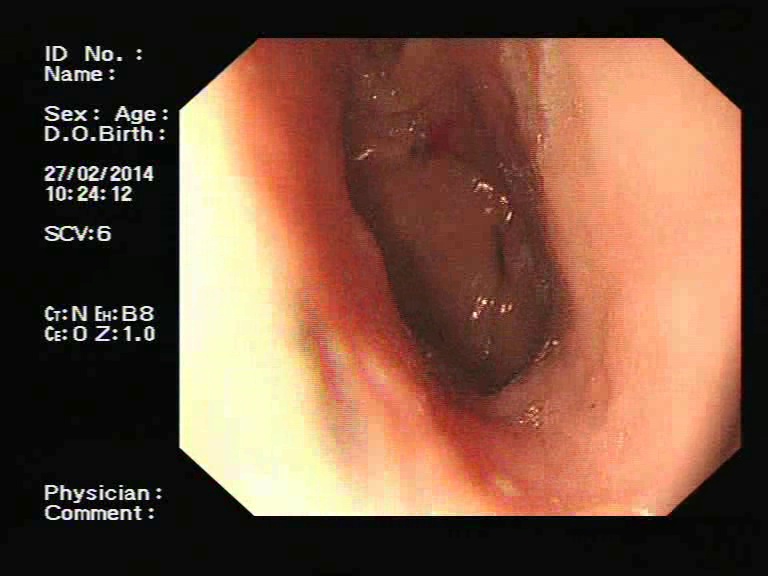 ID No. :
Name:
Sex: Age:
D.O.Birth:
27/02/2014
10:24:12
SCV:6
CT:N EH:B8
CE:0 Z:1.0
Physician:
Comment: